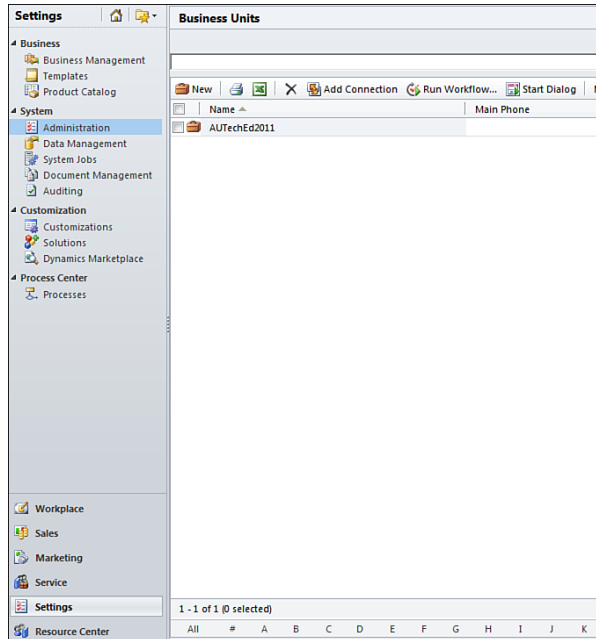 Settings
Business
Business Management
Templates
Product Catalog
System
Administration
Data Management
System Jobs
Document Management
Auditing
Customization
Customizations
Solutions
Dynamics Marketplace
Process Center
Processes
Workplace
Sales
Marketing
Service
Settings
Resource Center
Business Units
New Add Connection Run Workflow... Start Dialog
Name Main Phone
AUTechEd2011
1 - 1 of 1 (0 selected)
All # A B C D E F G H I J K